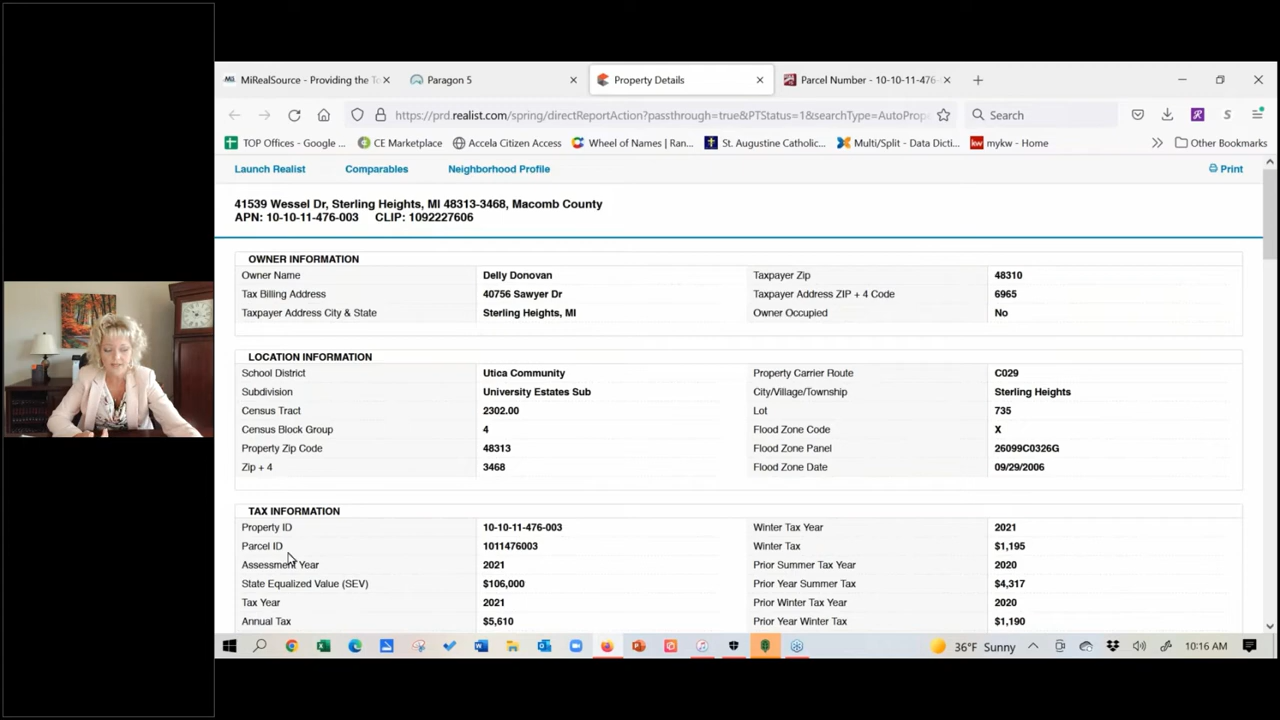 MiRealSource - Providing the To
Paragon 5
Property Details
Parcel Number - 10-10-11-476-
https://prd.realist.com/spring/directReportAction?passthrough=true&PTStatus=1&searchType=AutoProp
Search
TOP Offices - Google ...
CE Marketplace
Accela Citizen Access
Wheel of Names | Ran...
St. Augustine Catholic...
Multi/Split - Data Dicti...
mykw - Home
Other Bookmarks
Launch Realist
Comparables
Neighborhood Profile
Print
41539 Wessel Dr, Sterling Heights, MI 48313-3468, Macomb County
APN: 10-10-11-476-003 CLIP: 1092227606
OWNER INFORMATION
Owner Name Delly Donovan Taxpayer Zip 48310
Tax Billing Address 40756 Sawyer Dr Taxpayer Address ZIP + 4 Code 6965
Taxpayer Address City & State Sterling Heights, MI Owner Occupied No
LOCATION INFORMATION
School District Utica Community Property Carrier Route C029
Subdivision University Estates Sub City/Village/Township Sterling Heights
Census Tract 2302.00 Lot 735
Census Block Group 4 Flood Zone Code X
Property Zip Code 48313 Flood Zone Panel 26099C0326G
Zip + 4 3468 Flood Zone Date 09/29/2006
TAX INFORMATION
Property ID 10-10-11-476-003 Winter Tax Year 2021
Parcel ID 1011476003 Winter Tax $1,195
Assessment Year 2021 Prior Summer Tax Year 2020
State Equalized Value (SEV) $106,000 Prior Year Summer Tax $4,317
Tax Year 2021 Prior Winter Tax Year 2020
Annual Tax $5,610 Prior Year Winter Tax $1,190
36°F Sunny
10:16 AM